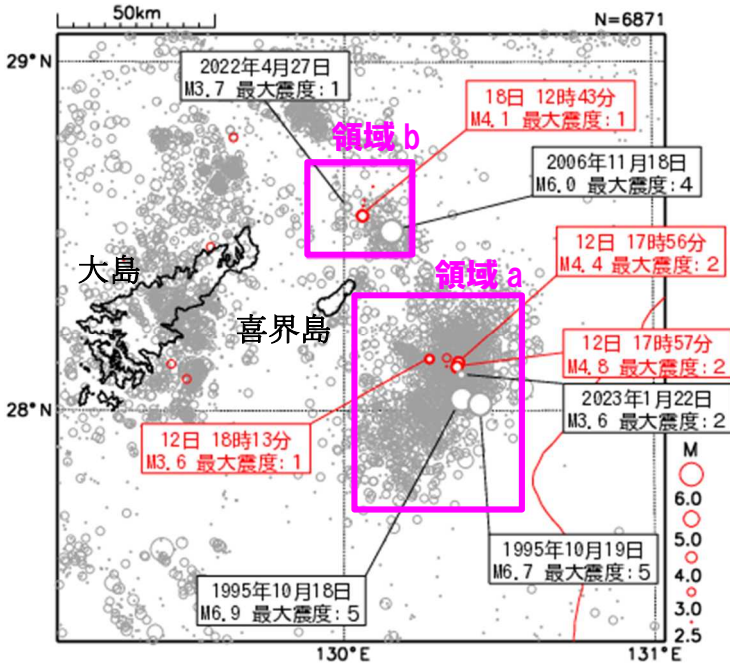 50km
N=6871
29°N
2022年4月27日
M3.7 最大震度:1
18日 12時43分
M4.1 最大震度:1
領域 b
2006年11月18日
M6.0 最大震度:4
12日 17時56分
M4.4 最大震度:2
大島
領域 a
喜界島
12日 17時57分
M4.8 最大震度:2
28°N
2023年1月22日
M3.6 最大震度:2
12日 18時13分
M3.6 最大震度:1
M
6.0
5.0
4.0
3.0
2.5
1995年10月19日
M6.7 最大震度:5
1995年10月18日
M6.9 最大震度:5
130°E
131°E